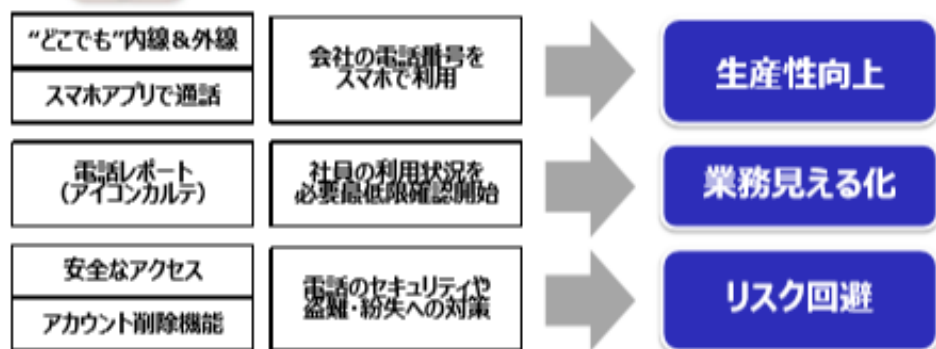 “どこでも”内線&外線
スマホアプリで通話
会社の電話番号を
スマホで利用
生産性向上
電話レポート
（アイコンカルテ）
社員の利用状況を
必要最低限確認開始
業務見える化
安全なアクセス
アカウント削除機能
電話のセキュリティや
盗難・紛失への対策
リスク回避